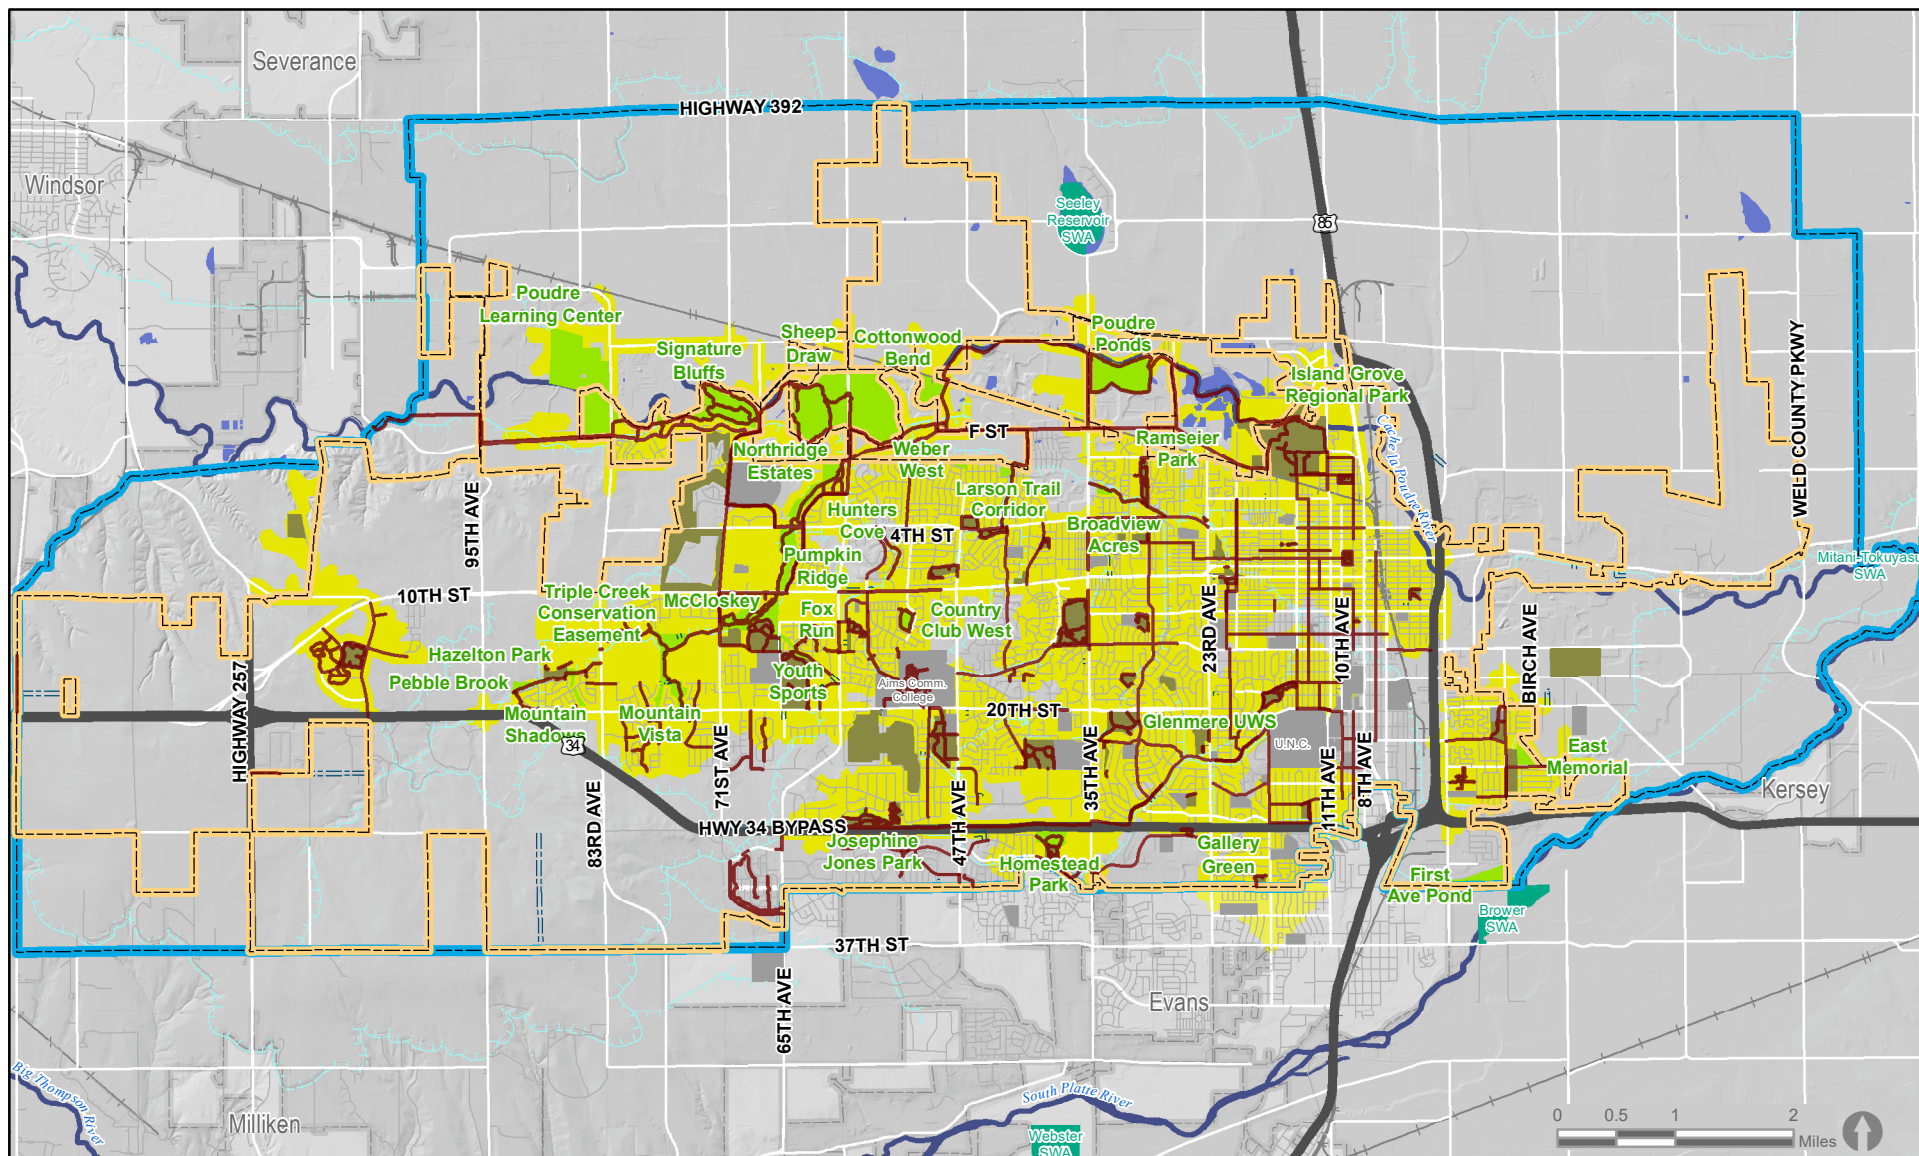 Severance
HIGHWAY 392
Windsor
Seeley
Reservoir
SWA
85
Poudre
Learning Center
Signature
Bluffs
Sheep
Draw
Cottonwood
Bend
Poudre
Ponds
Island Grove
Regional Park
WELD COUNTY PKWY
F ST
Cache la Poudre River
Northridge
Estates
Weber
West
Ramseier
Park
95TH AVE
Hunters
Cove
Larson Trail
Corridor
4TH ST
Broadview
Acres
Pumpkin
Ridge
Mitani-Tokuyasu
SWA
10TH ST
Triple Creek
Conservation
Easement
McCloskey
Fox
Run
Country
Club West
23RD AVE
10TH AVE
BIRCH AVE
Hazelton Park
Pebble Brook
Youth
Sports
Aims Comm.
College
HIGHWAY 257
Mountain
Shadows
34
Mountain
Vista
71ST AVE
20TH ST
Glenmere UWS
U.N.C.
East
Memorial
83RD AVE
47TH AVE
35TH AVE
11TH AVE
8TH AVE
Kersey
HWY 34 BYPASS
Josephine
Jones Park
Homestead
Park
Gallery
Green
First
Ave Pond
Brower
SWA
37TH ST
65TH AVE
Evans
Big Thompson River
Milliken
South Platte River
Webster
SWA
0 0.5 1 2
Miles